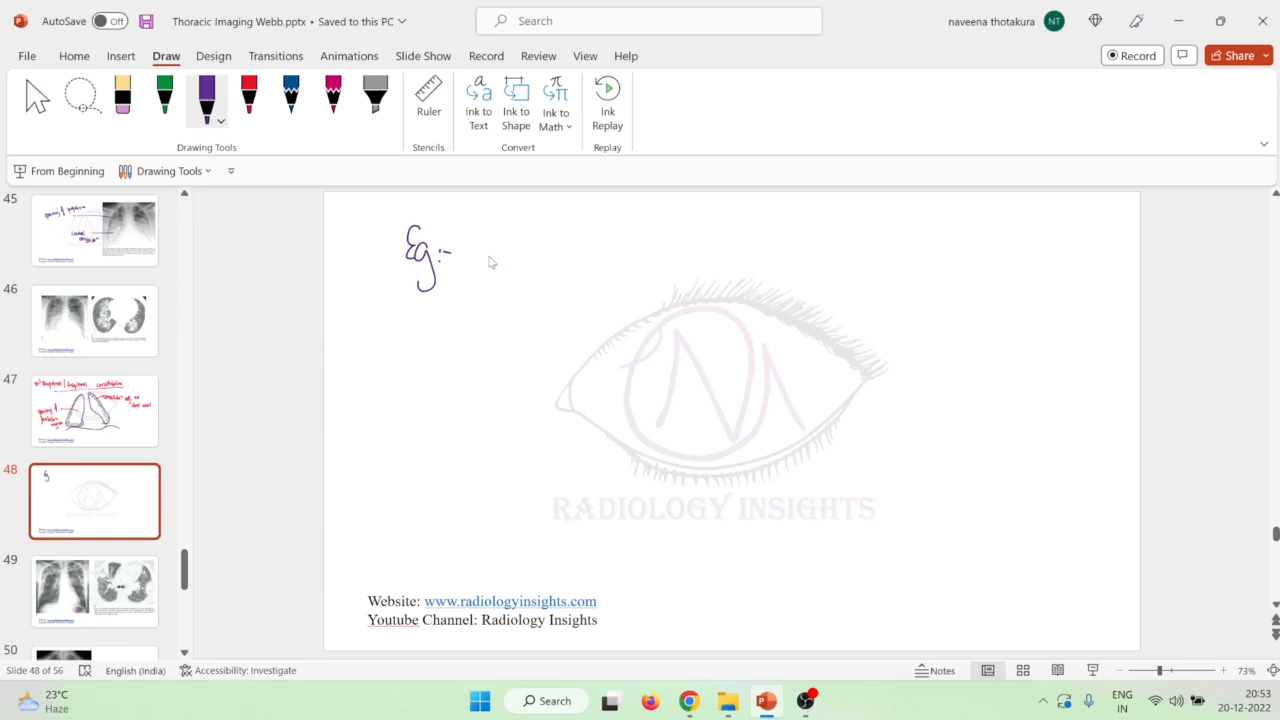 AutoSave Off Thoracic Imaging Webb.pptx • Saved to this PC Search naveena thotakura NT
File Home Insert Draw Design Transitions Animations Slide Show Record Review View Help Record Share
Ruler Ink to Text Ink to Shape Ink to Math Ink Replay
Drawing Tools Stencils Convert Replay
From Beginning Drawing Tools
45
46
47
48
49
50
Eg:-
RADIOLOGY INSIGHTS
Website: www.radiologyinsights.com
Youtube Channel: Radiology Insights
Slide 48 of 56 English (India) Accessibility: Investigate Notes 73%
23°C
Haze
Search
ENG
IN
20:53
20-12-2022